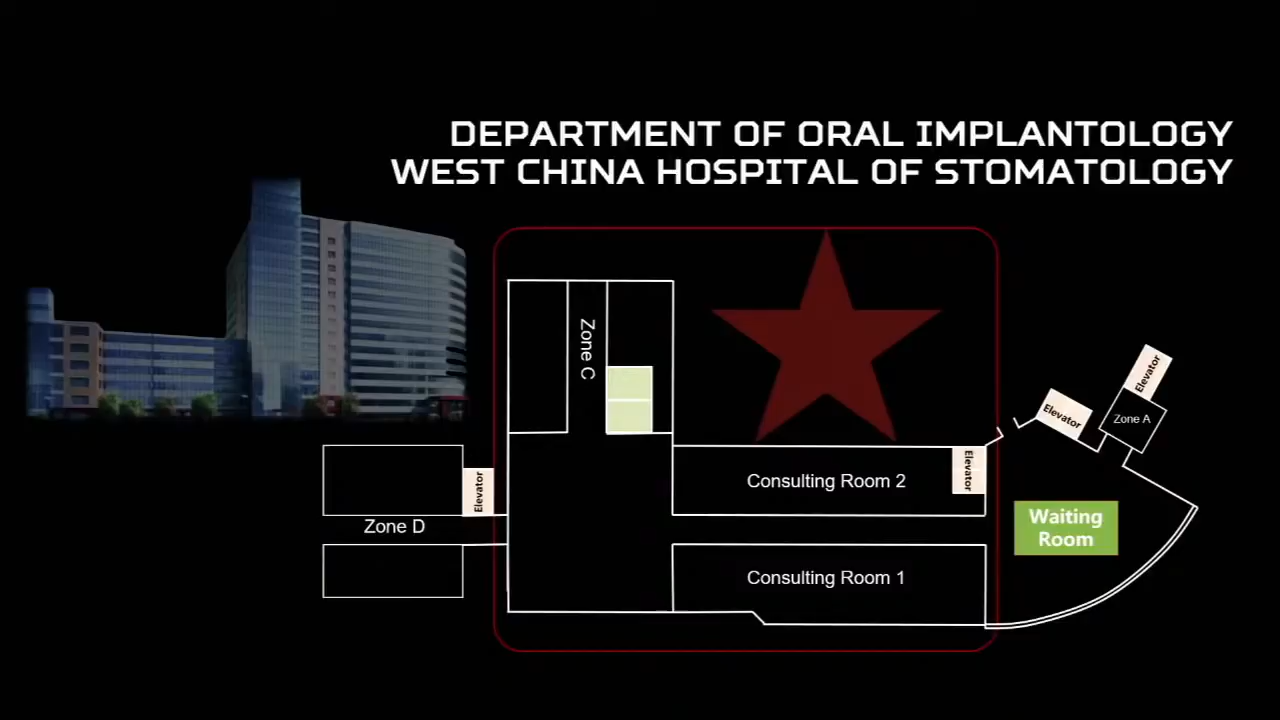 DEPARTMENT OF ORAL IMPLANTOLOGY
WEST CHINA HOSPITAL OF STOMATOLOGY
Zone C
Elevator
Elevator
Zone A
Elevator
Consulting Room 2
Elevator
Waiting
Room
Zone D
Consulting Room 1